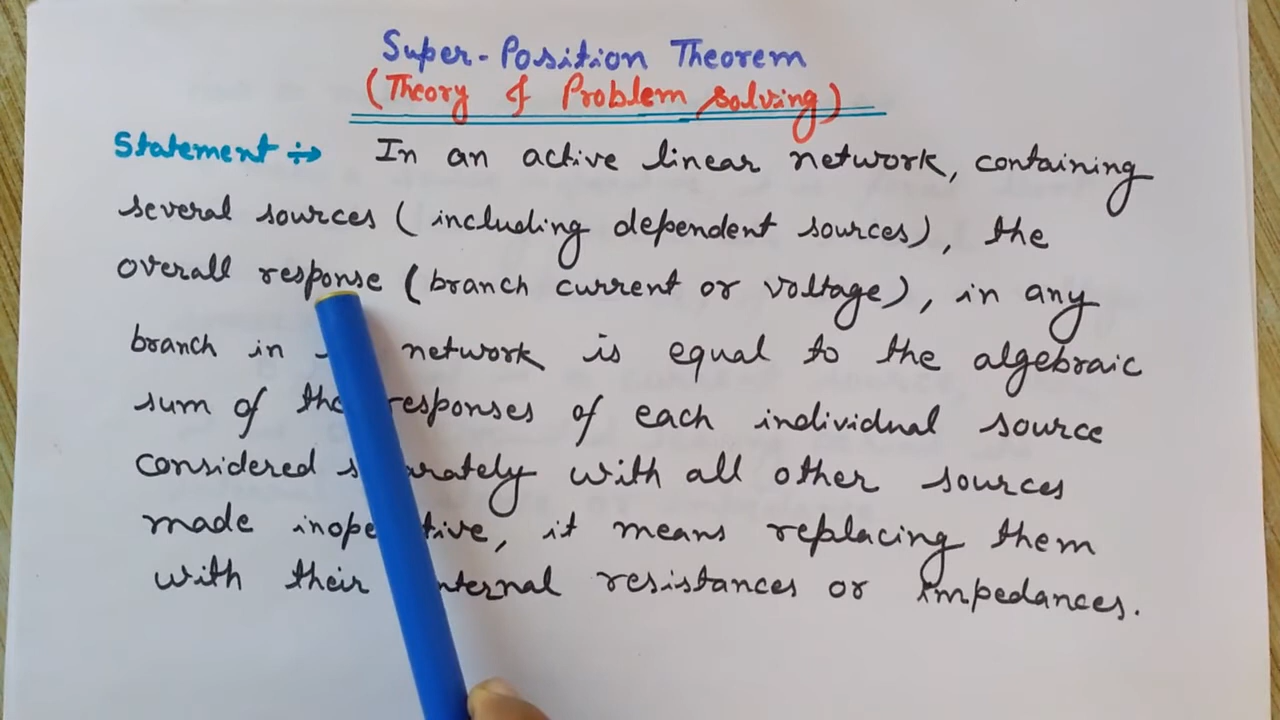 Super-Position Theorem
(Theory & Problem solving)
Statement :→ In an active linear network, containing
several sources (including dependent sources), the
overall response (branch current or voltage), in any
branch in network is equal to the algebraic
sum of the responses of each individual source
considered with all other sources
made it means replacing them
with their internal resistances or impedances.